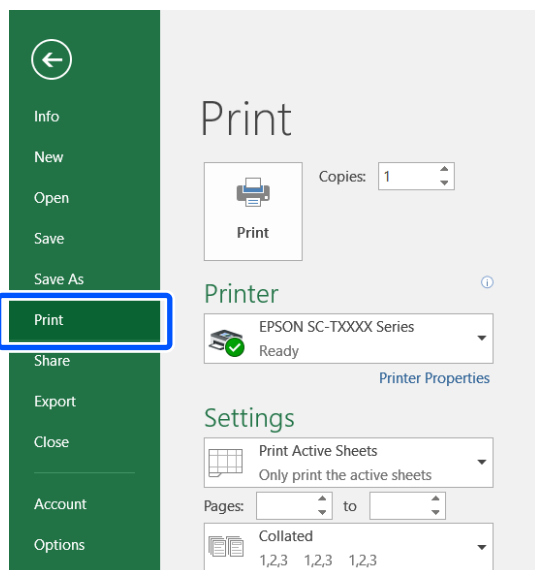 Info
New
Open
Save
Save As
Print
Share
Export
Close
Account
Options
Print
Copies: 1
Print
Printer
EPSON SC-TXXXX Series
Ready
Printer Properties
Settings
Print Active Sheets
Only print the active sheets
Pages: to
Collated
1,2,3 1,2,3 1,2,3